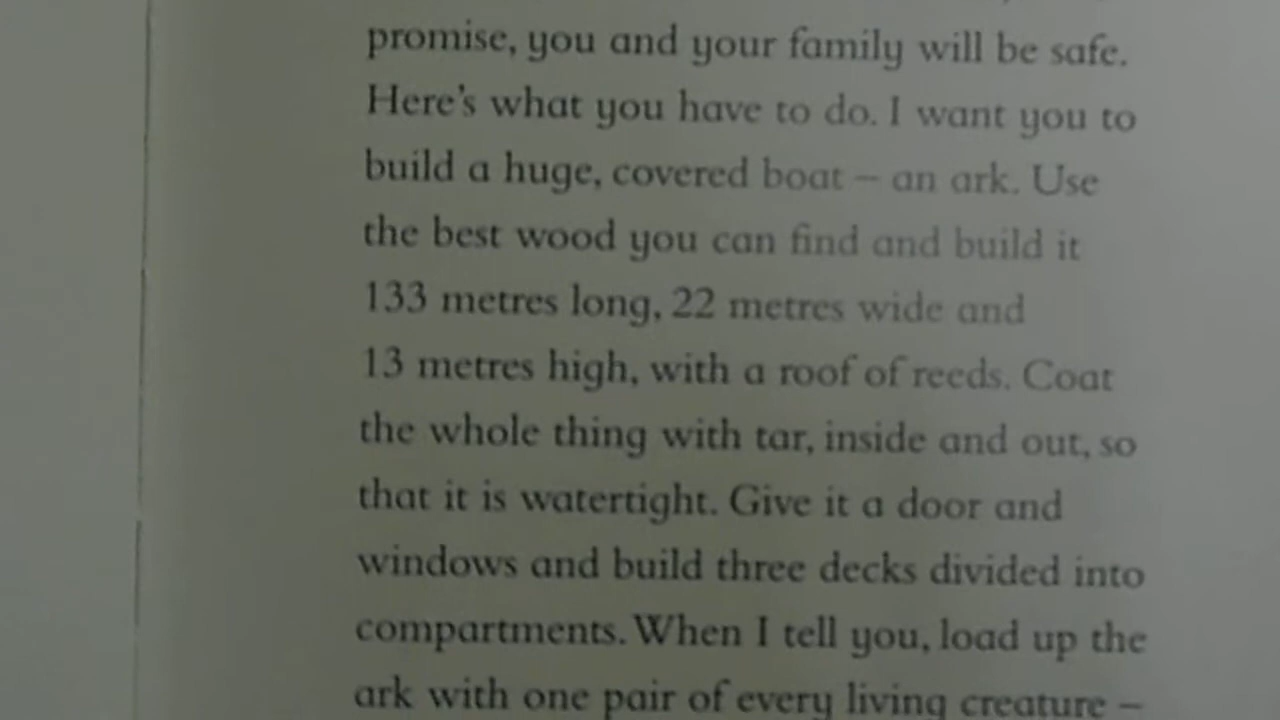 promise, you and your family will be safe.
Here's what you have to do. I want you to
build a huge, covered boat – an ark. Use
the best wood you can find and build it
133 metres long, 22 metres wide and
13 metres high, with a roof of reeds. Coat
the whole thing with tar, inside and out, so
that it is watertight. Give it a door and
windows and build three decks divided into
compartments. When I tell you, load up the
ark with one pair of every living creature –